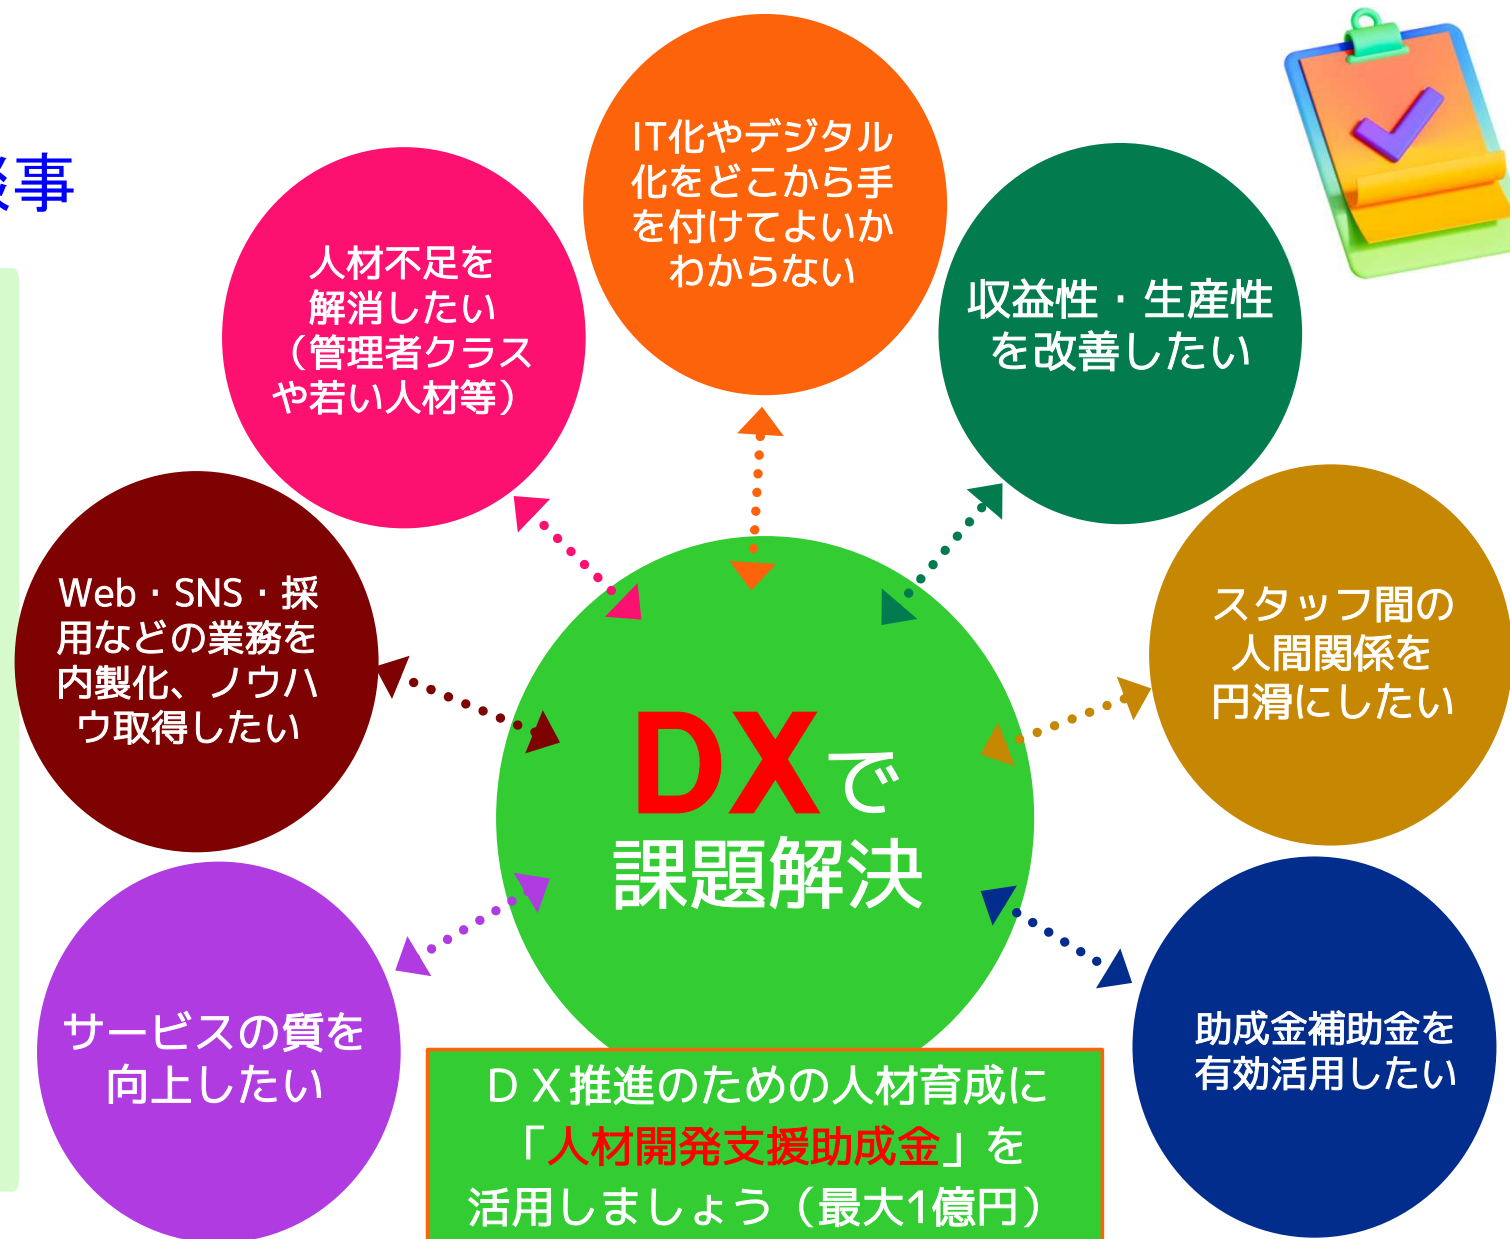 事
IT化やデジタル
化をどこから手
を付けてよいか
わからない
人材不足を
解消したい
（管理者クラス
や若い人材等）
収益性・生産性
を改善したい
Web・SNS・採
用などの業務を
内製化、ノウハ
ウ取得したい
スタッフ間の
人間関係を
円滑にしたい
DXで
課題解決
サービスの質を
向上したい
助成金補助金を
有効活用したい
ＤＸ推進のための人材育成に
「人材開発支援助成金」を
活用しましょう（最大1億円）